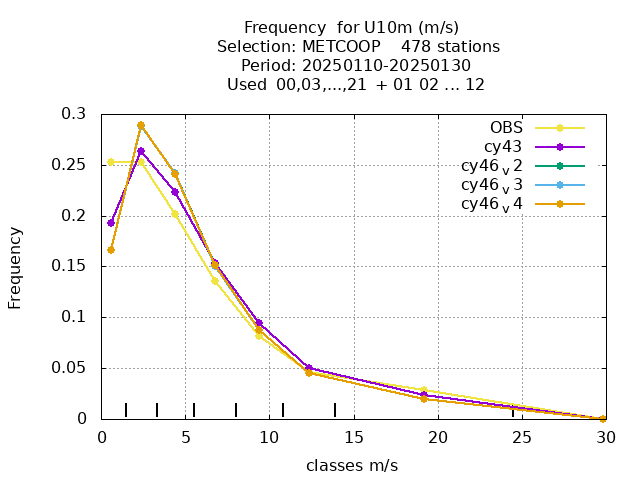 Frequency  for U10m (m/s)
Selection: METCOOP    478 stations
Period: 20250110-20250130
Used  00,03,...,21  + 01 02 ... 12
OBS
cy43
cy46 v 2
cy46 v 3
cy46 v 4
0.3
0.25
0.2
0.15
0.1
0.05
0
Frequency
0 5 10 15 20 25 30
classes m/s